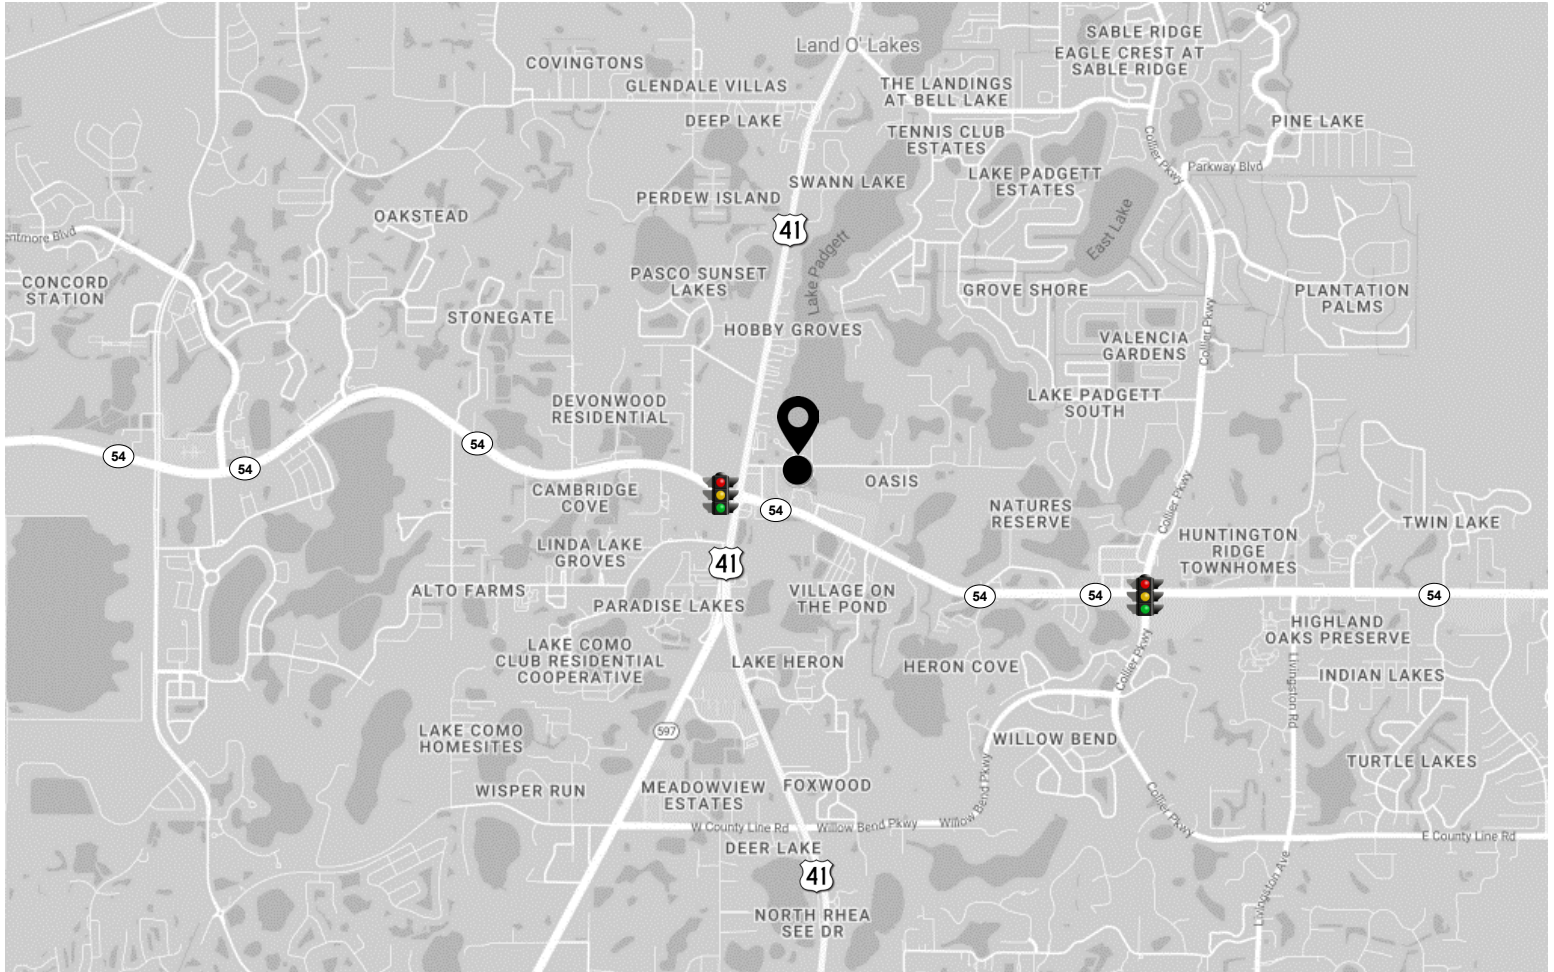 SABLE RIDGE
Land O' Lakes
EAGLE CREST AT
SABLE RIDGE
COVINGTONS
GLENDALE VILLAS
THE LANDINGS
AT BELL LAKE
DEEP LAKE
PINE LAKE
TENNIS CLUB
ESTATES
Collier Pkwy
Parkway Blvd
LAKE PADGETT
ESTATES
SWANN LAKE
PERDEW ISLAND
OAKSTEAD
41
East Lake
Lake Padgett
CONCORD
STATION
PASCO SUNSET
LAKES
GROVE SHORE
PLANTATION
PALMS
STONEGATE
HOBBY GROVES
Collier Pkwy
VALENCIA
GARDENS
DEVONWOOD
RESIDENTIAL
LAKE PADGETT
SOUTH
54
54
54
OASIS
CAMBRIDGE
COVE
54
NATURES
RESERVE
Collier Pkwy
TWIN LAKE
HUNTINGTON
RIDGE
TOWNHOMES
LINDA LAKE
GROVES
41
ALTO FARMS
VILLAGE ON
THE POND
54
54
54
PARADISE LAKES
HIGHLAND
OAKS PRESERVE
LAKE COMO
CLUB RESIDENTIAL
COOPERATIVE
LAKE HERON
HERON COVE
Collier Pkwy
INDIAN LAKES
Livingston Rd
597
LAKE COMO
HOMESITES
WILLOW BEND
TURTLE LAKES
WISPER RUN
MEADOWVIEW
ESTATES
FOXWOOD
Willow Bend Pkwy
Collier Pkwy
W County Line Rd
Willow Bend Pkwy
E County Line Rd
DEER LAKE
41
Livingston Ave
NORTH RHEA
SEE DR